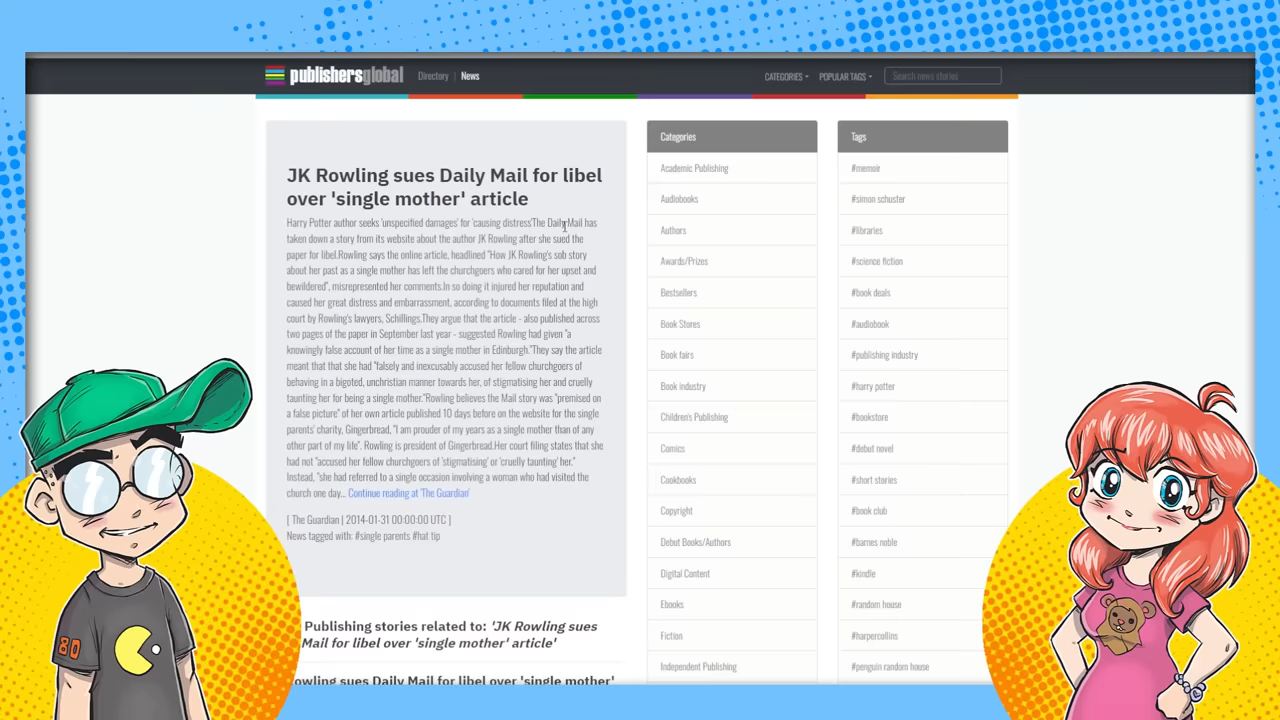 publishersglobal
Directory | News
CATEGORIES
POPULAR TAGS
Search news stories
JK Rowling sues Daily Mail for libel
over 'single mother' article
Harry Potter author seeks 'unspecified damages' for 'causing distress'The Daily Mail has
taken down a story from its website about the author JK Rowling after she sued the
paper for libel.Rowling says the online article, headlined "How JK Rowling's sob story
about her past as a single mother has left the churchgoers who cared for her upset and
bewildered", misrepresented her comments.In so doing it injured her reputation and
caused her great distress and embarrassment, according to documents filed at the high
court by Rowling's lawyers, Schillings.They argue that the article - also published across
two pages of the paper in September last year - suggested Rowling had given "a
knowingly false account of her time as a single mother in Edinburgh."They say the article
meant that that she had "falsely and inexcusably accused her fellow churchgoers of
behaving in a bigoted, unchristian manner towards her, of stigmatising her and cruelly
taunting her for being a single mother."Rowling believes the Mail story was "premised on
a false picture" of her own article published 10 days before on the website for the single
parents' charity, Gingerbread, "I am prouder of my years as a single mother than of any
other part of my life". Rowling is president of Gingerbread.Her court filing states that she
had not "accused her fellow churchgoers of 'stigmatising' or 'cruelly taunting' her."
Instead, "she had referred to a single occasion involving a woman who had visited the
church one day... Continue reading at 'The Guardian'
[ The Guardian | 2014-01-31 00:00:00 UTC ]
News tagged with: #single parents #hat tip
Publishing stories related to: 'JK Rowling sues
Mail for libel over 'single mother' article'
owling sues Daily Mail for libel over 'single mother'
Categories
Academic Publishing
Audiobooks
Authors
Awards/Prizes
Bestsellers
Book Stores
Book fairs
Book industry
Children's Publishing
Comics
Cookbooks
Copyright
Debut Books/Authors
Digital Content
Ebooks
Fiction
Independent Publishing
Tags
#memoir
#simon schuster
#libraries
#science fiction
#book deals
#audiobook
#publishing industry
#harry potter
#bookstore
#debut novel
#short stories
#book club
#barnes noble
#kindle
#random house
#harpercollins
#penguin random house
80